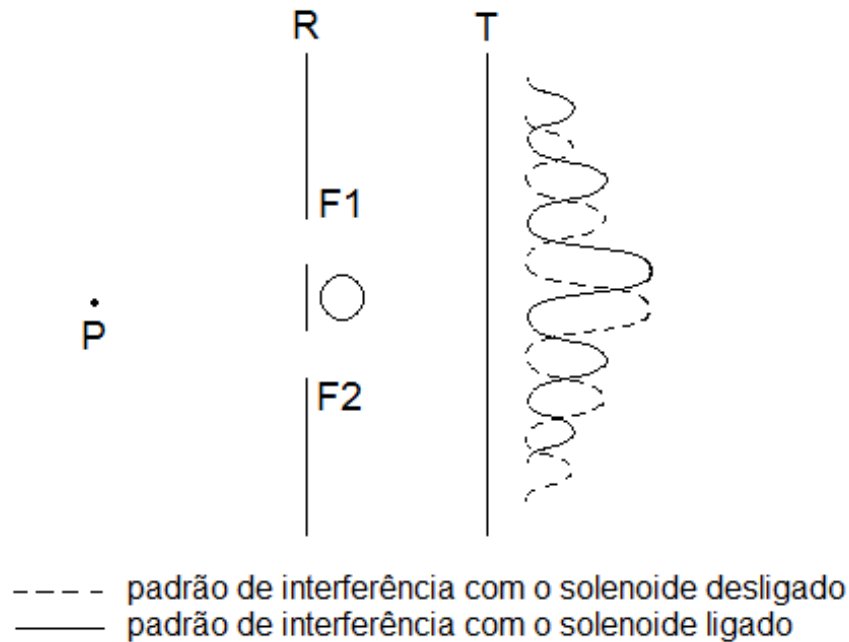 R T
F1
P
F2
padrão de interferência com o solenoide desligado
padrão de interferência com o solenoide ligado